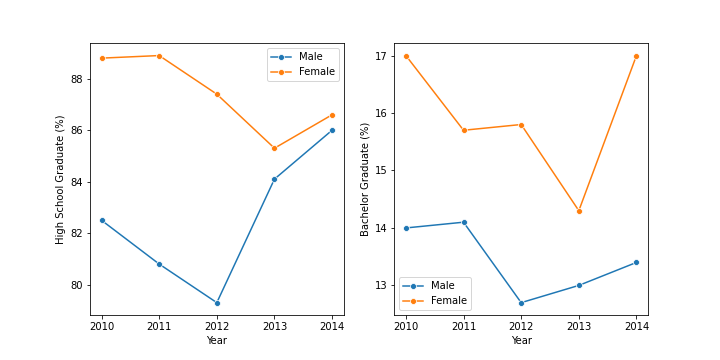 High School Graduate (%)
88
86
84
82
80
2010 2011 2012 2013 2014
Year
Male
Female
Bachelor Graduate (%)
17
16
15
14
13
2010 2011 2012 2013 2014
Year
Male
Female